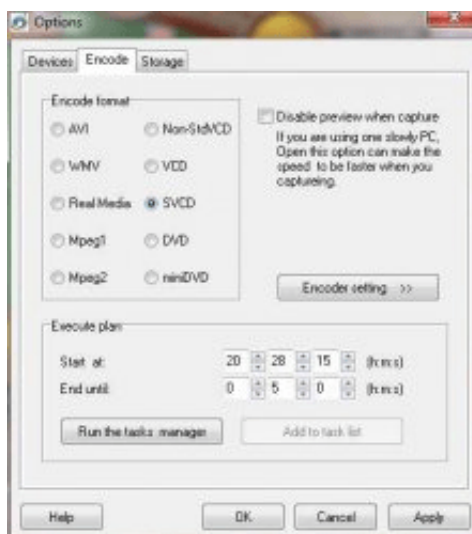 Options
Devices Encode Storage
Encode format
AVI Non-StdVCD
WMV VCD
Real Media SVCD
Mpeg1 DVD
Mpeg2 miniDVD
Disable preview when capture
If you are using one slowly PC,
Open this option can make the
speed to be faster when you
captureing.
Encoder setting >>
Execute plan
Start at: 20 28 15 (h:m:s)
End until: 0 5 0 (h:m:s)
Run the tasks manager Add to task list
Help OK Cancel Apply